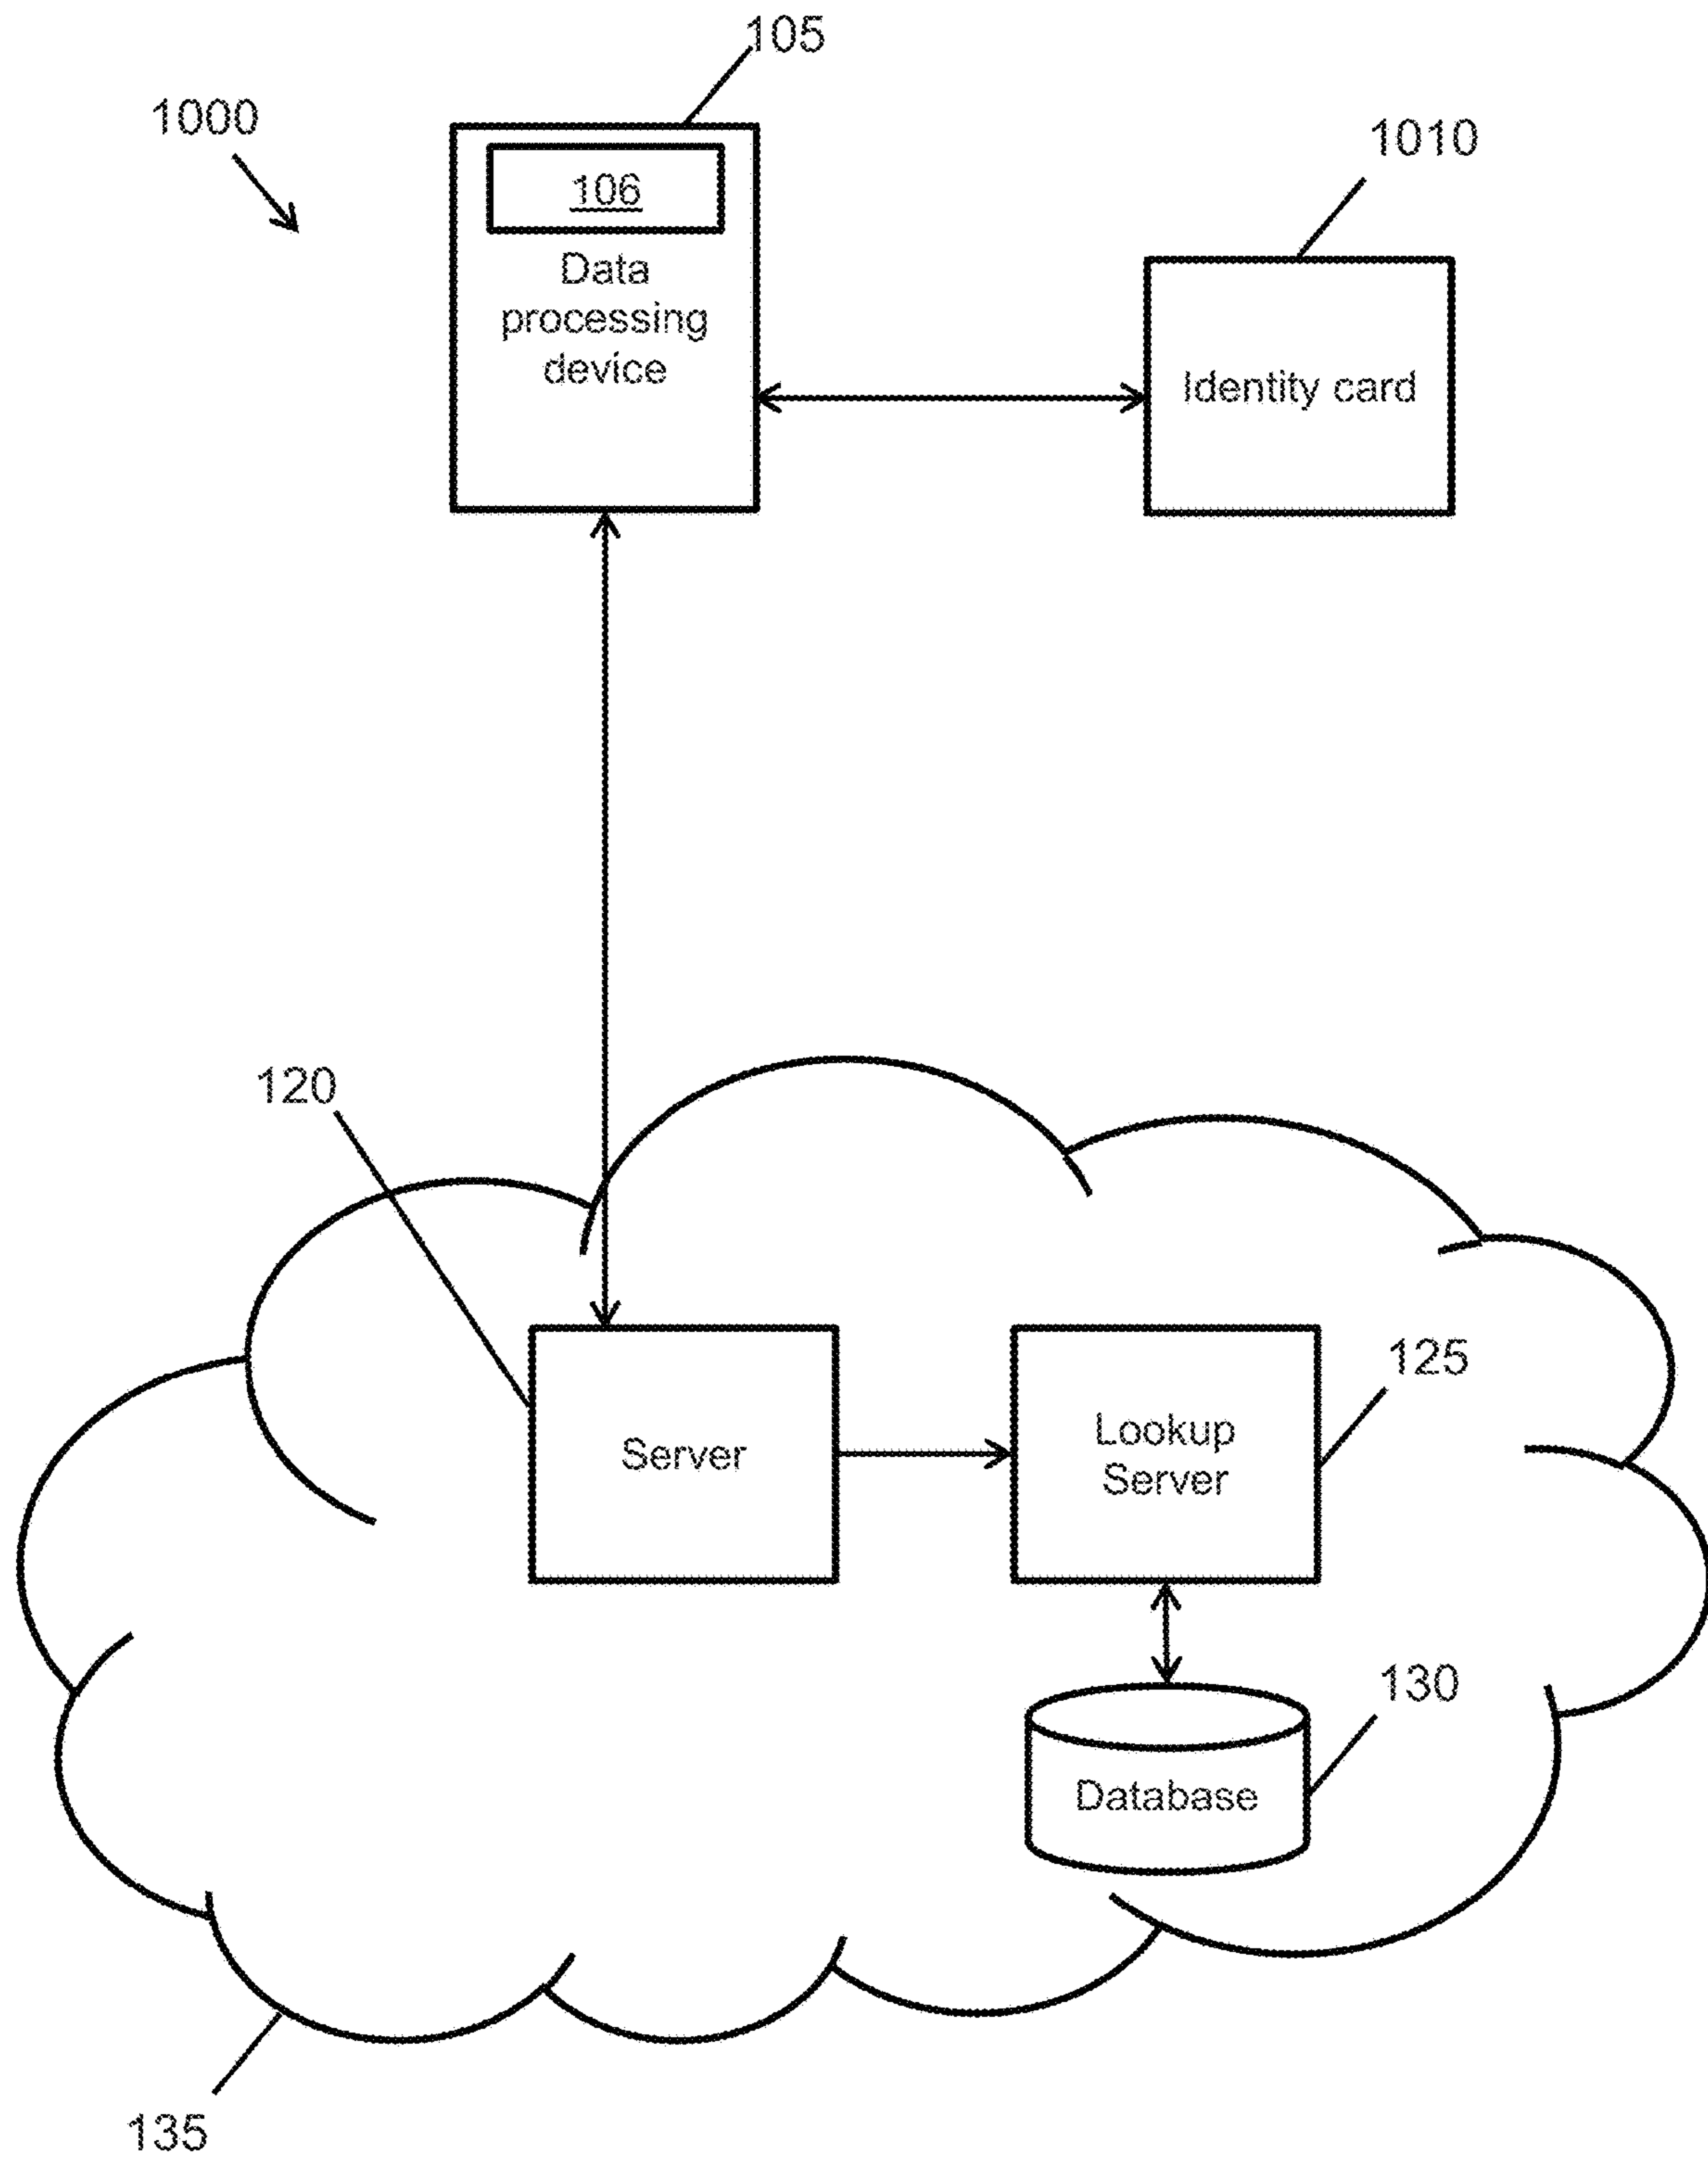 105
1000
1010
106
Data
processing
device
Identity card
120
125
Lookup
Server
Server
130
Database
135